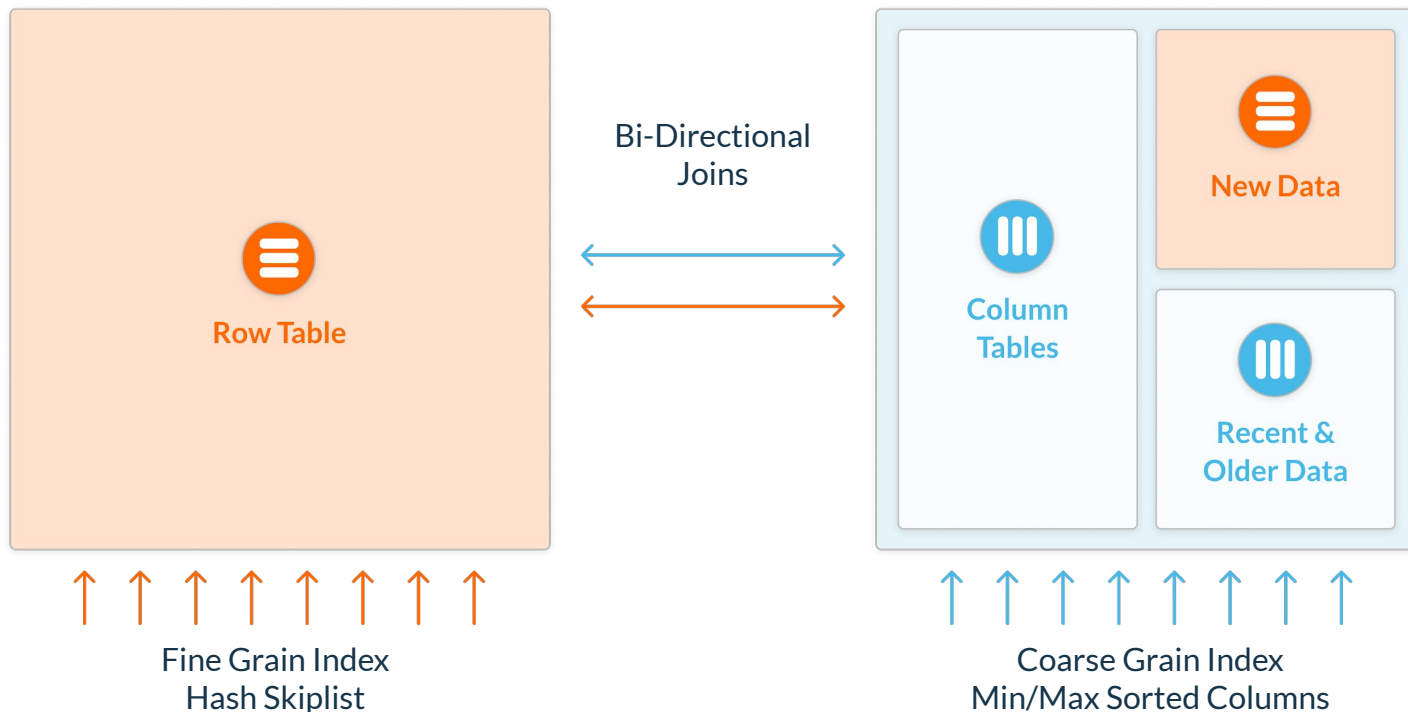 Row Table
Fine Grain Index
Hash Skiplist
Bi-Directional
Joins
Column
Tables
New Data
Recent &
Older Data
Coarse Grain Index
Min/Max Sorted Columns